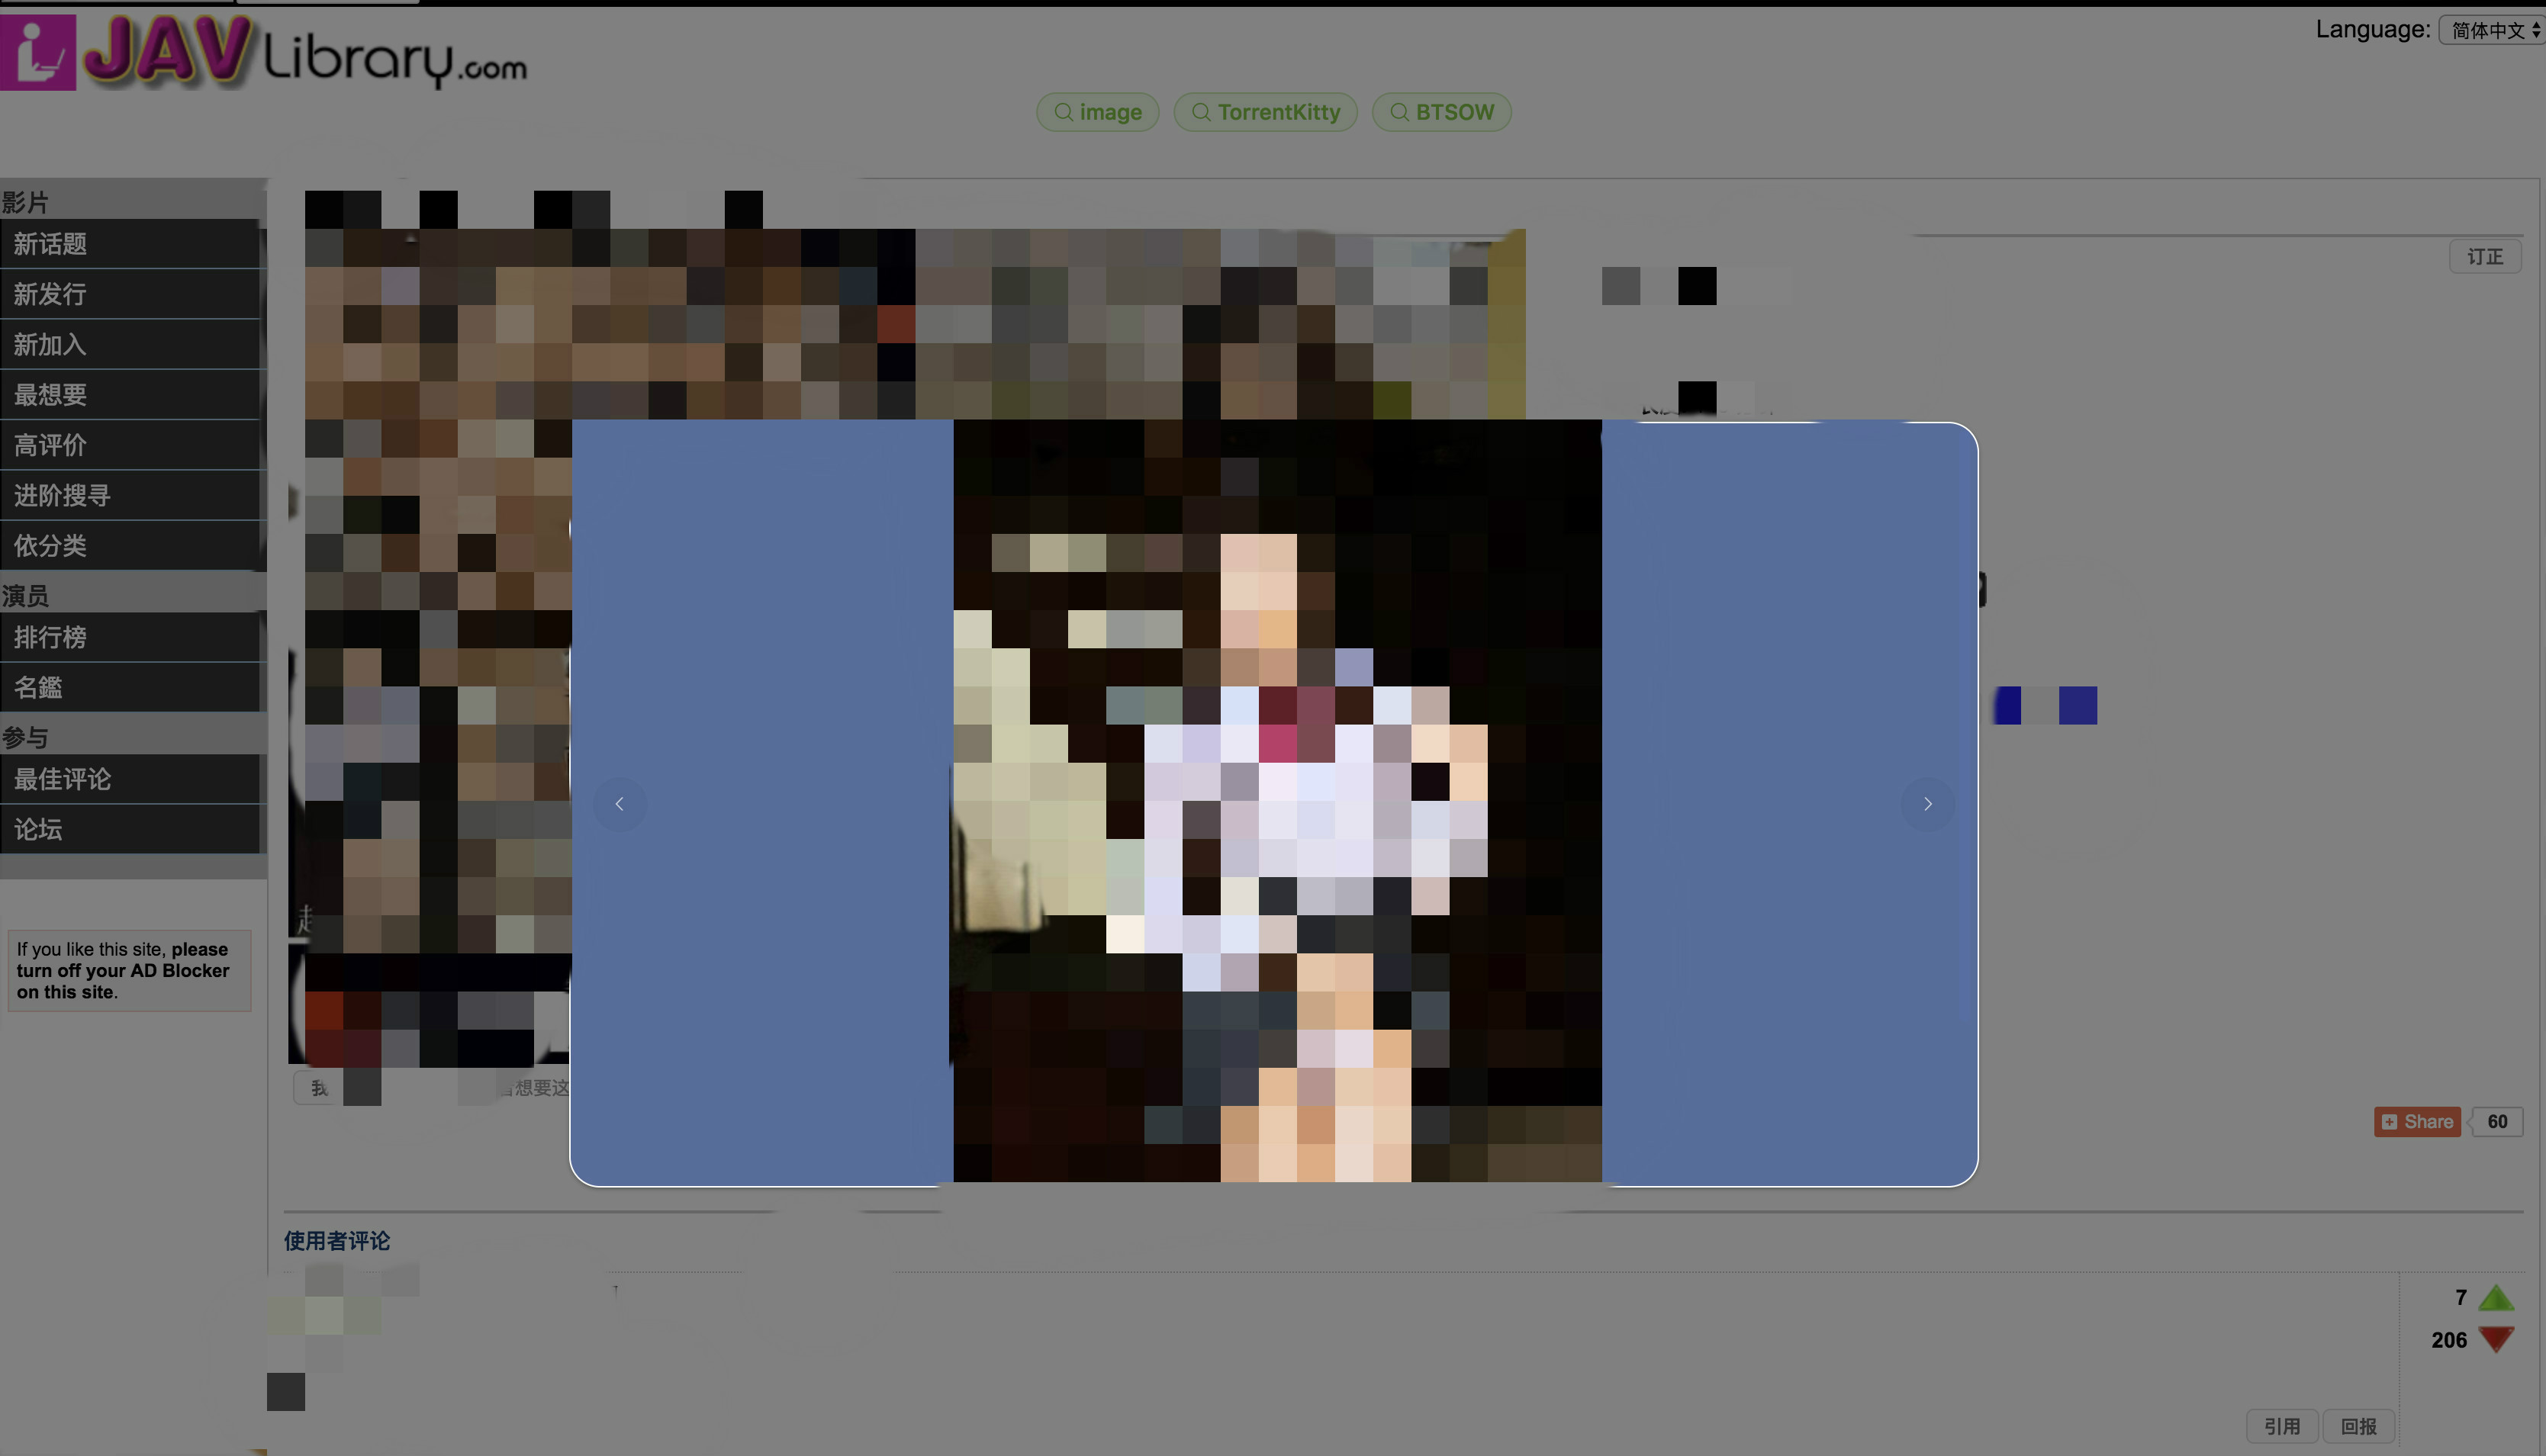 JAVLibrary.com
Language: 简体中文
image
TorrentKitty
BTSOW
影片
新话题
新发行
新加入
最想要
高评价
进阶搜寻
依分类
演员
排行榜
名鑑
参与
最佳评论
论坛
If you like this site, please
turn off your AD Blocker
on this site.
订正
我
想要这
Share
60
使用者评论
7
206
引用
回报